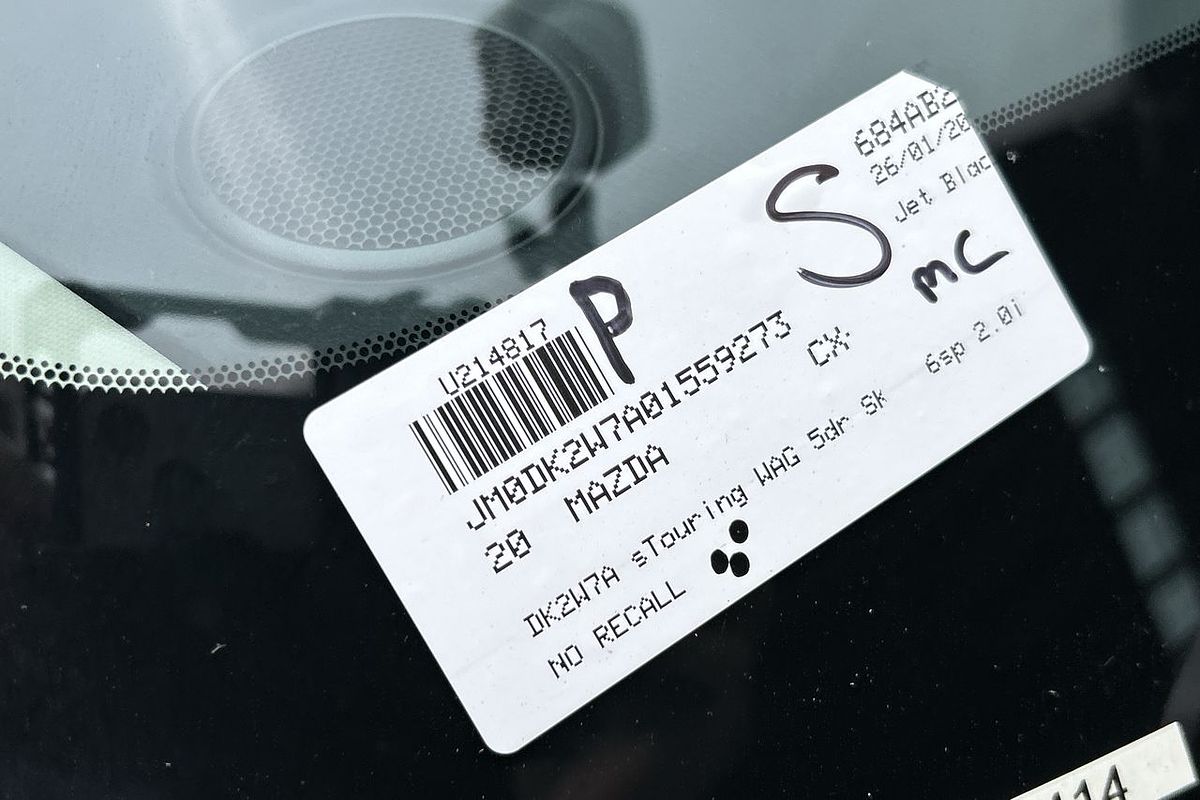 684AB2
26/01/20
Jet Blac
S
mc
U214817
P
JM0DK2W7A01559273
20 MAZDA CX-
DK2W7A sTouring WAG 5dr SK 6sp 2.0i
NO RECALL
114